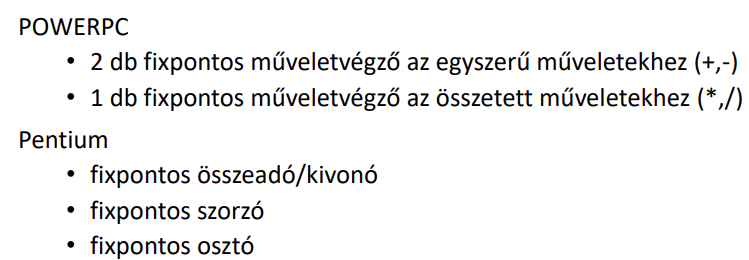 POWERPC
• 2 db fixpontos műveletvégző az egyszerű műveletekhez (+,-)
• 1 db fixpontos műveletvégző az összetett műveletekhez (*,/)
Pentium
• fixpontos összeadó/kivonó
• fixpontos szorzó
• fixpontos osztó